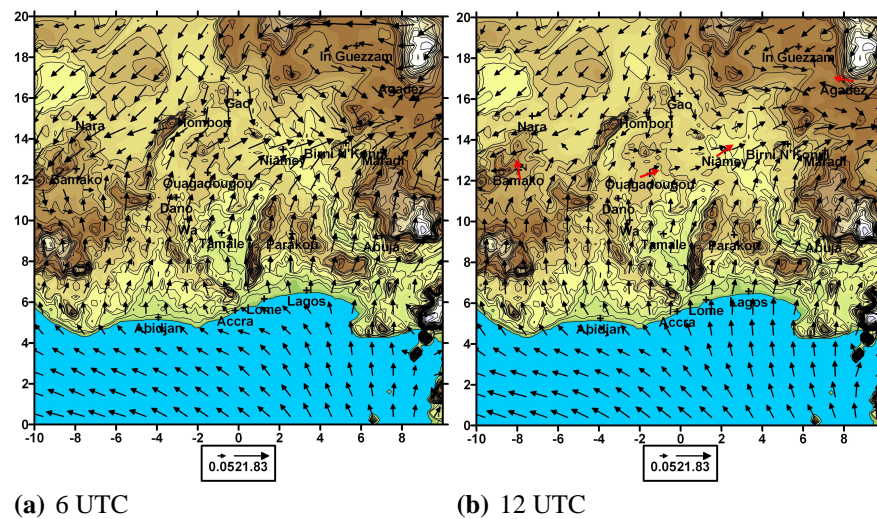 20
18
16
14
12
10
8
6
4
2
0
-10 -8 -6 -4 -2 0 2 4 6 8
In Guezzam
Agadez
Gao
Nara
Hombori
Birni N'Konni
Niamey
Maradi
Bamako
Ouagadougou
Dano
Wa
Tamale
Parakou
Abuja
Lagos
Lome
Accra
Abidjan
0.0521.83
(a) 6 UTC
20
18
16
14
12
10
8
6
4
2
0
-10 -8 -6 -4 -2 0 2 4 6 8
In Guezzam
Agadez
Gao
Nara
Hombori
Birni N'Konni
Niamey
Maradi
Bamako
Ouagadougou
Dano
Wa
Tamale
Parakou
Abuja
Lagos
Lome
Accra
Abidjan
0.0521.83
(b) 12 UTC